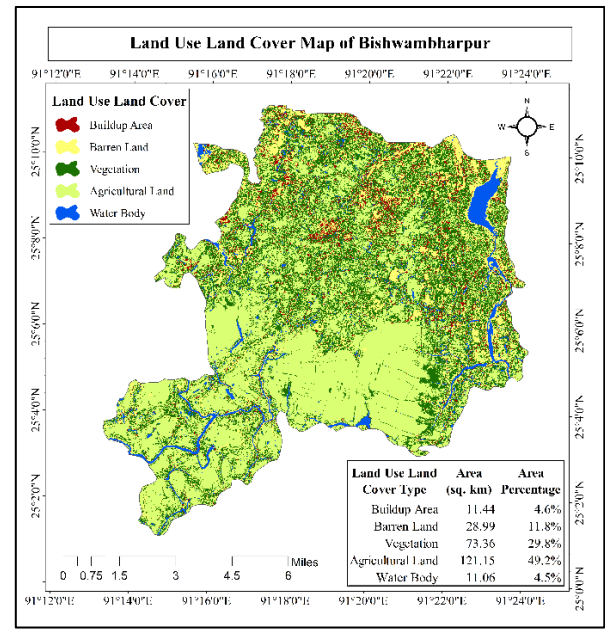 Land Use Land Cover Map of Bishwambharpur
91°12'0"E 91°14'0"E 91°16'0"E 91°18'0"E 91°20'0"E 91°22'0"E 91°24'0"E
Land Use Land Cover
Buildup Area
Barren Land
Vegetation
Agricultural Land
Water Body
N
W E
S
25°10'0"N 25°10'0"N
25°8'0"N 25°8'0"N
25°6'0"N 25°6'0"N
25°4'0"N 25°4'0"N
25°2'0"N 25°2'0"N
25°0'0"N
Land Use Land Area Area
Cover Type (sq. km) Percentage
Buildup Area 11.44 4.6%
Barren Land 28.99 11.8%
Vegetation 73.36 29.8%
Agricultural Land 121.15 49.2%
Water Body 11.06 4.5%
Miles
0 0.75 1.5 3 4.5 6
91°12'0"E 91°14'0"E 91°16'0"E 91°18'0"E 91°20'0"E 91°22'0"E 91°24'0"E